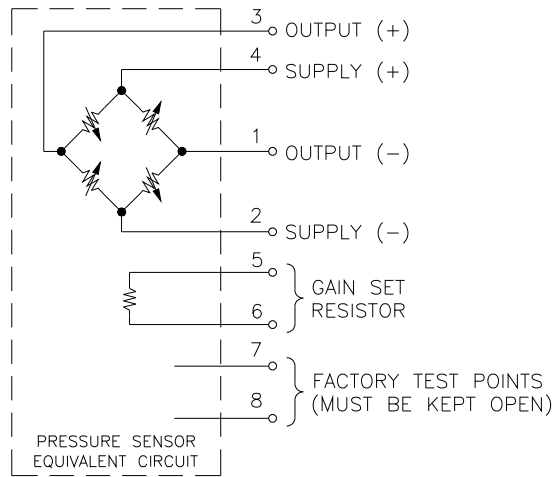 3 OUTPUT (+)
4 SUPPLY (+)
1 OUTPUT (−)
2 SUPPLY (−)
5
GAIN SET
RESISTOR
6
7
FACTORY TEST POINTS
(MUST BE KEPT OPEN)
8
PRESSURE SENSOR
EQUIVALENT CIRCUIT